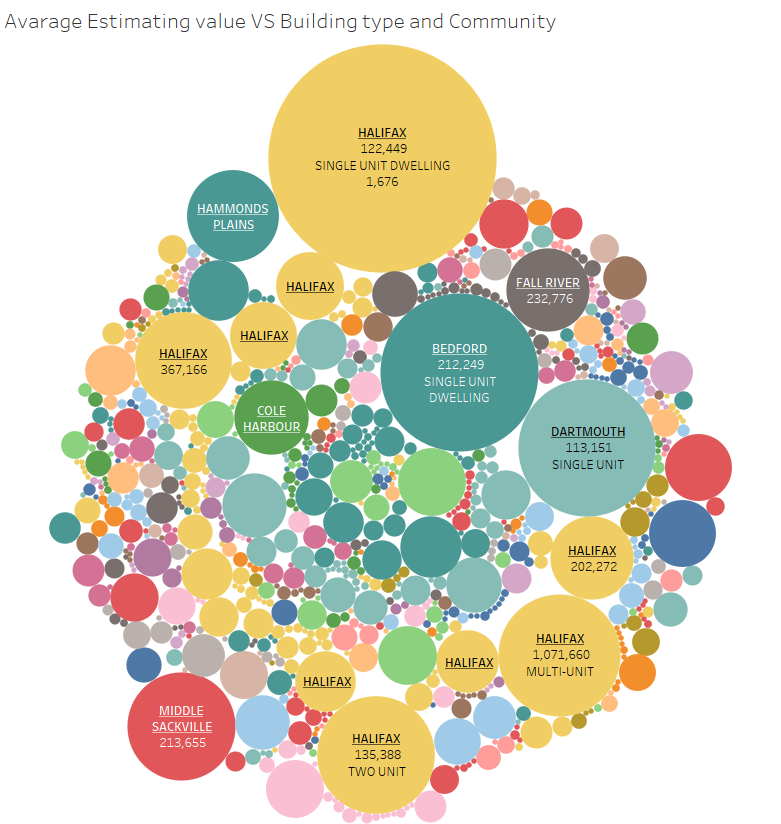 Avarage Estimating value VS Building type and Community
HALIFAX
122,449
SINGLE UNIT DWELLING
1,676
HAMMONDS
PLAINS
HALIFAX
FALL RIVER
232,776
HALIFAX
HALIFAX
367,166
BEDFORD
212,249
SINGLE UNIT
DWELLING
COLE
HARBOUR
DARTMOUTH
113,151
SINGLE UNIT
HALIFAX
202,272
HALIFAX
1,071,660
MULTI-UNIT
HALIFAX
HALIFAX
MIDDLE
SACKVILLE
213,655
HALIFAX
135,388
TWO UNIT